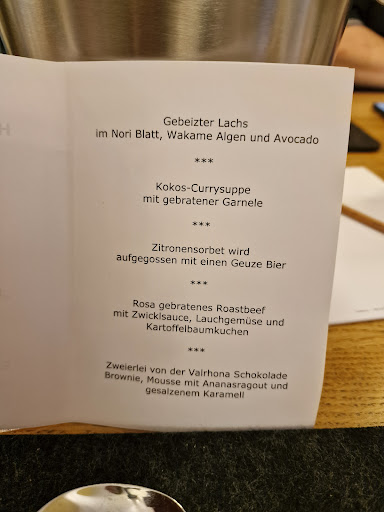 Gebeizter Lachs
im Nori Blatt, Wakame Algen und Avocado
***
Kokos-Currysuppe
mit gebratener Garnele
***
Zitronensorbet wird
aufgegossen mit einen Geuze Bier
***
Rosa gebratenes Roastbeef
mit Zwicklsauce, Lauchgemüse und
Kartoffelbaumkuchen
***
Zweierlei von der Vairhona Schokolade
Brownie, Mousse mit Ananasragout und
gesalzenem Karamell